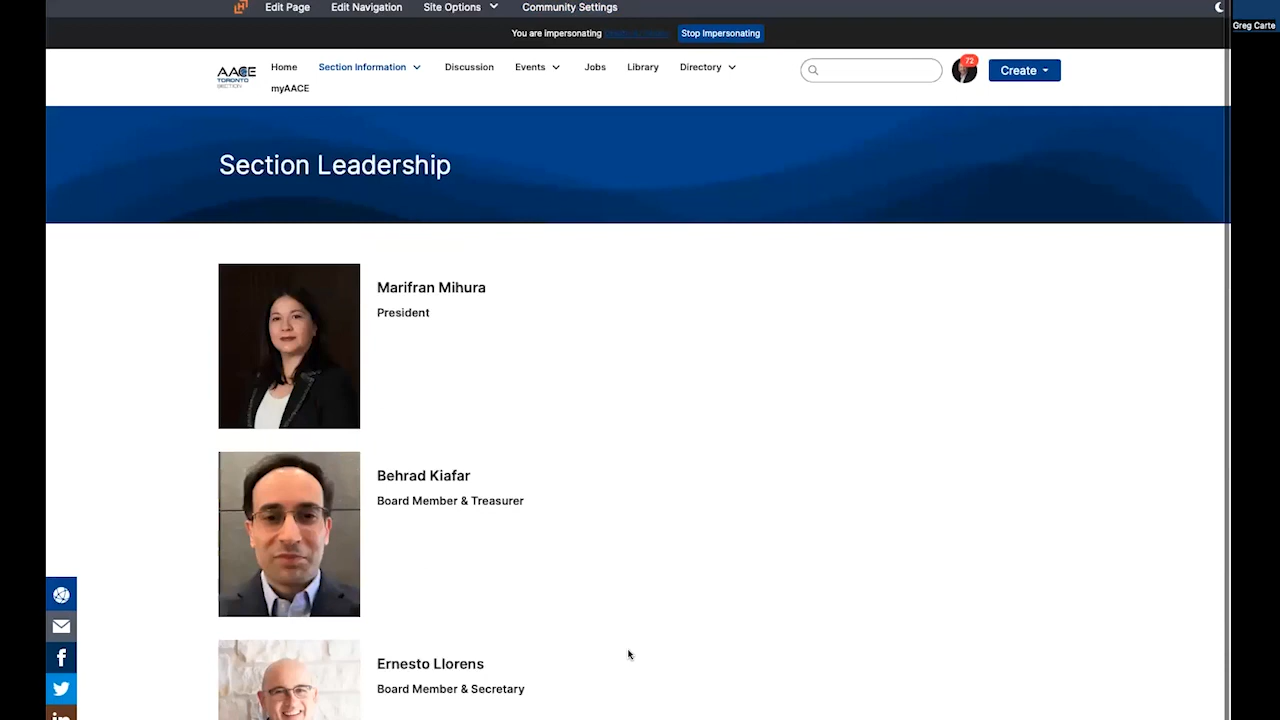 Edit Page Edit Navigation Site Options Community Settings
Greg Carte
You are impersonating Stop Impersonating
AACE Home Section Information Discussion Events Jobs Library Directory 72 Create
TORONTO
SECTION myAACE
Section Leadership
Marifran Mihura
President
Behrad Kiafar
Board Member & Treasurer
Ernesto Llorens
Board Member & Secretary